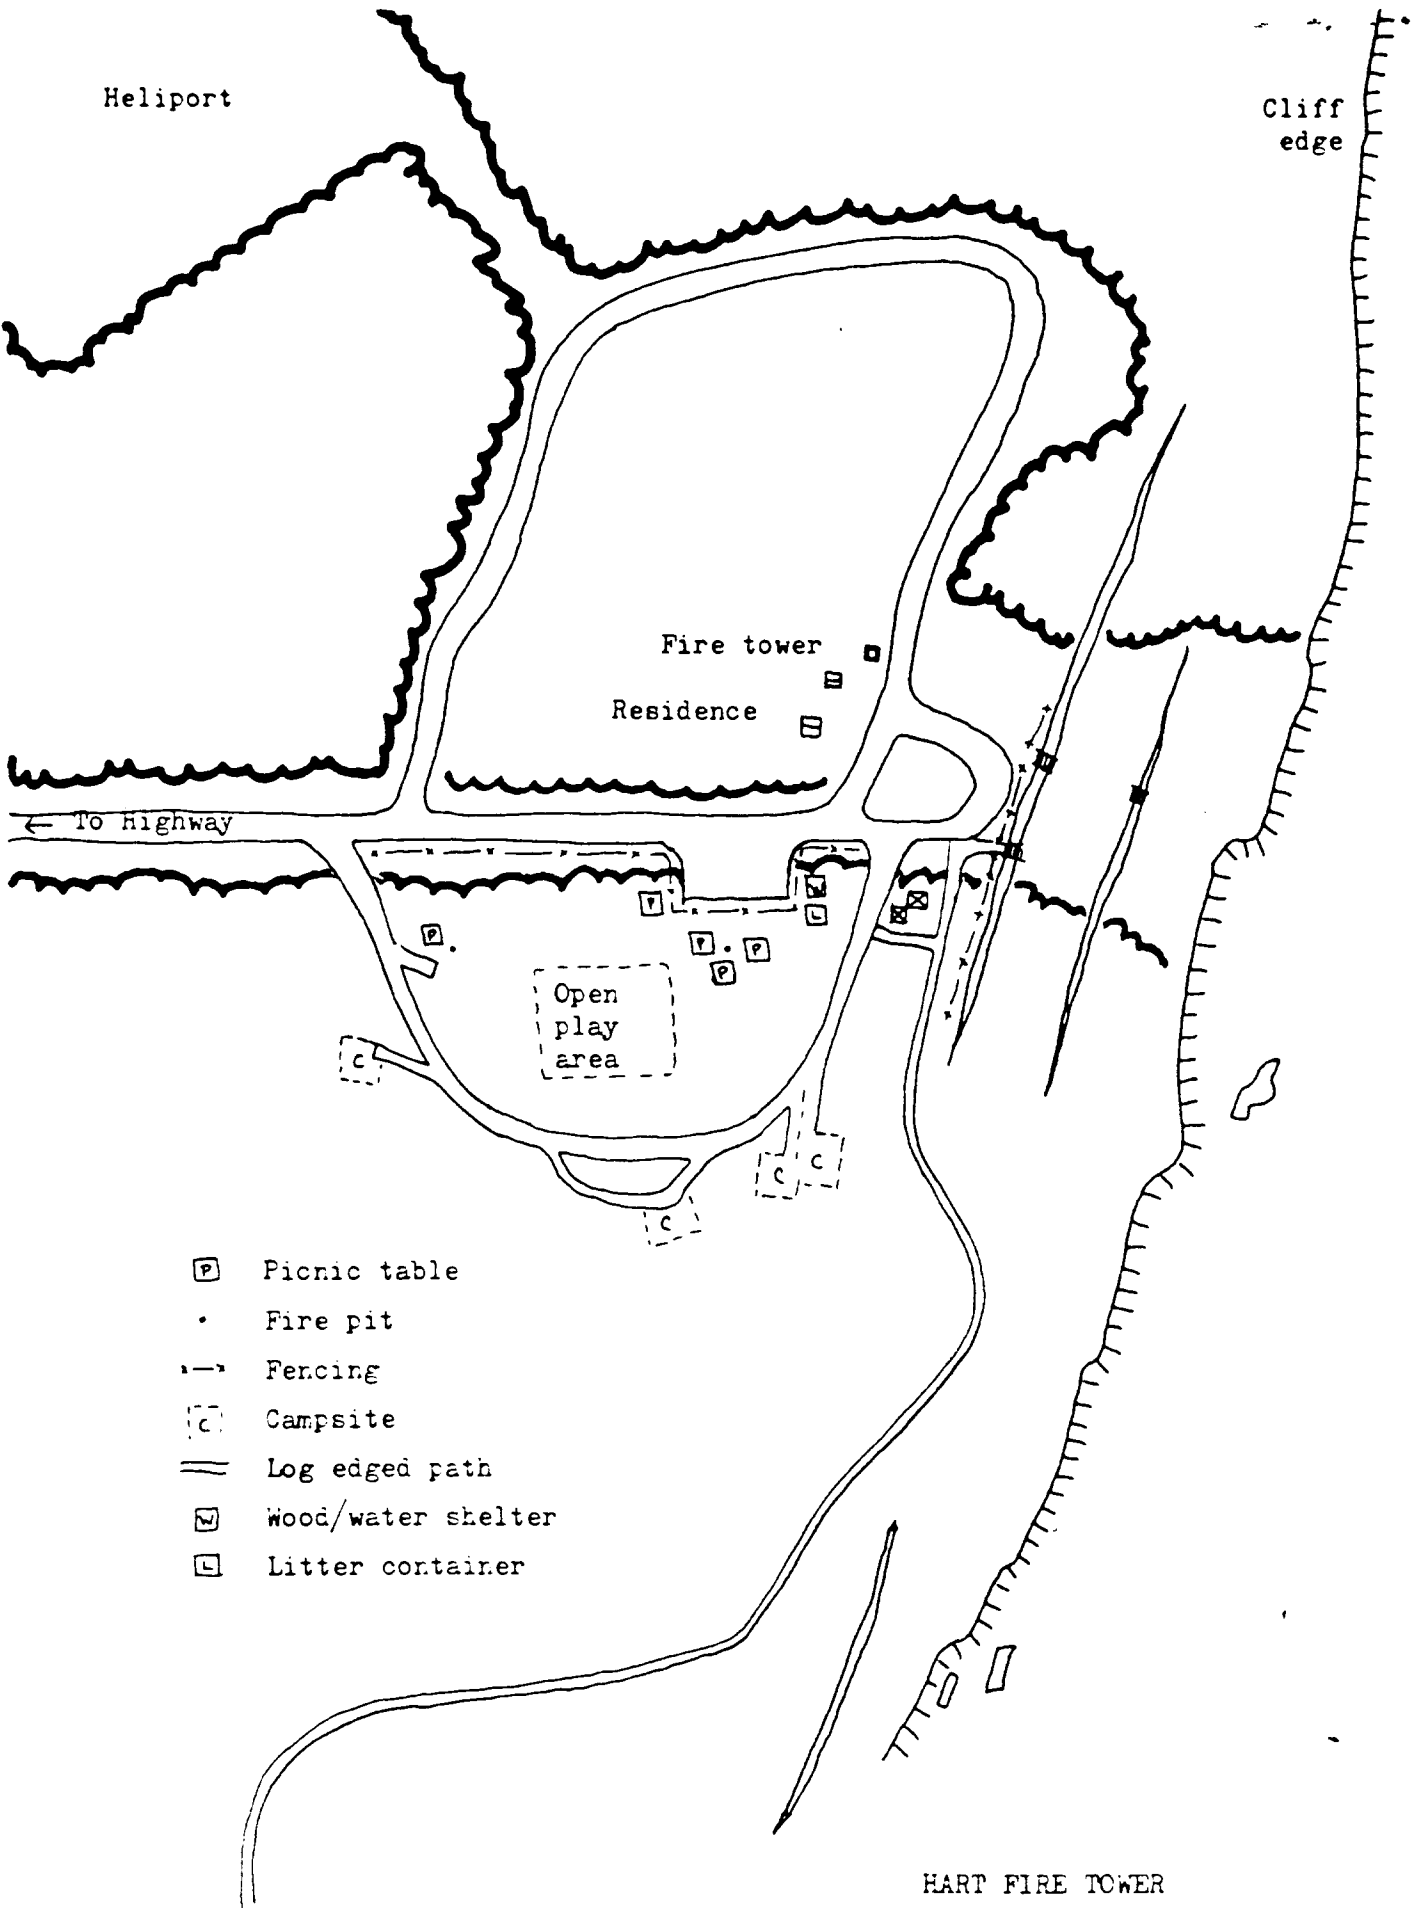 Heliport
Cliff
edge
Fire tower
Residence
← To Highway
W
P
L
P
P
P
P
Open
play
area
C
C
C
C
P Picnic table
Fire pit
x—x Fencing
C Campsite
Log edged path
W Wood/water shelter
L Litter container
HART FIRE TOWER